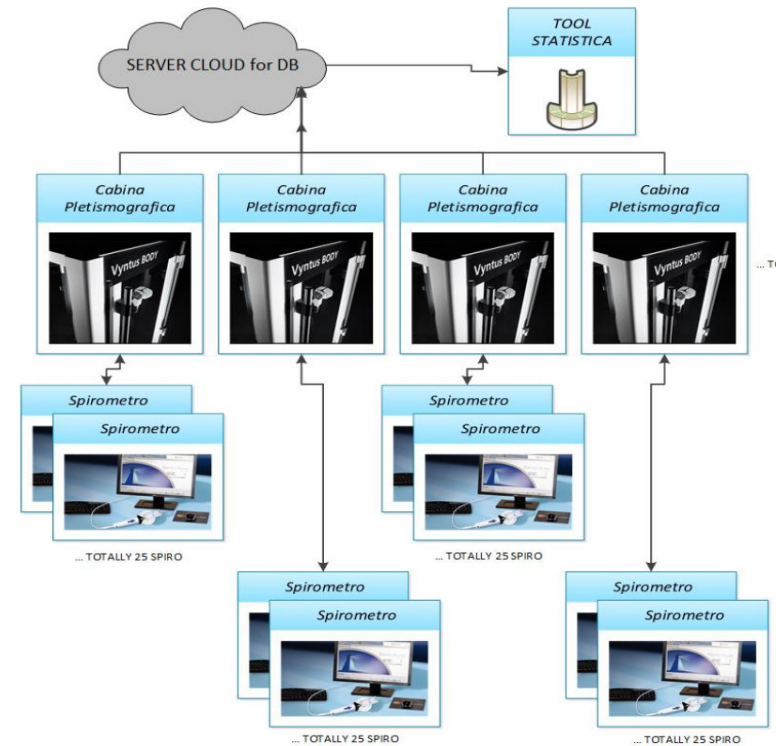 TOOL
STATISTICA
SERVER CLOUD for DB
Cabina
Pletismografica
Cabina
Pletismografica
Cabina
Pletismografica
Cabina
Pletismografica
Vyntus BODY
Vyntus BODY
Vyntus BODY
Vyntus BODY
... TO
Spirometro
Spirometro
Spirometro
Spirometro
... TOTALLY 25 SPIRO
... TOTALLY 25 SPIRO
Spirometro
Spirometro
Spirometro
Spirometro
... TOTALLY 25 SPIRO
... TOTALLY 25 SPIRO